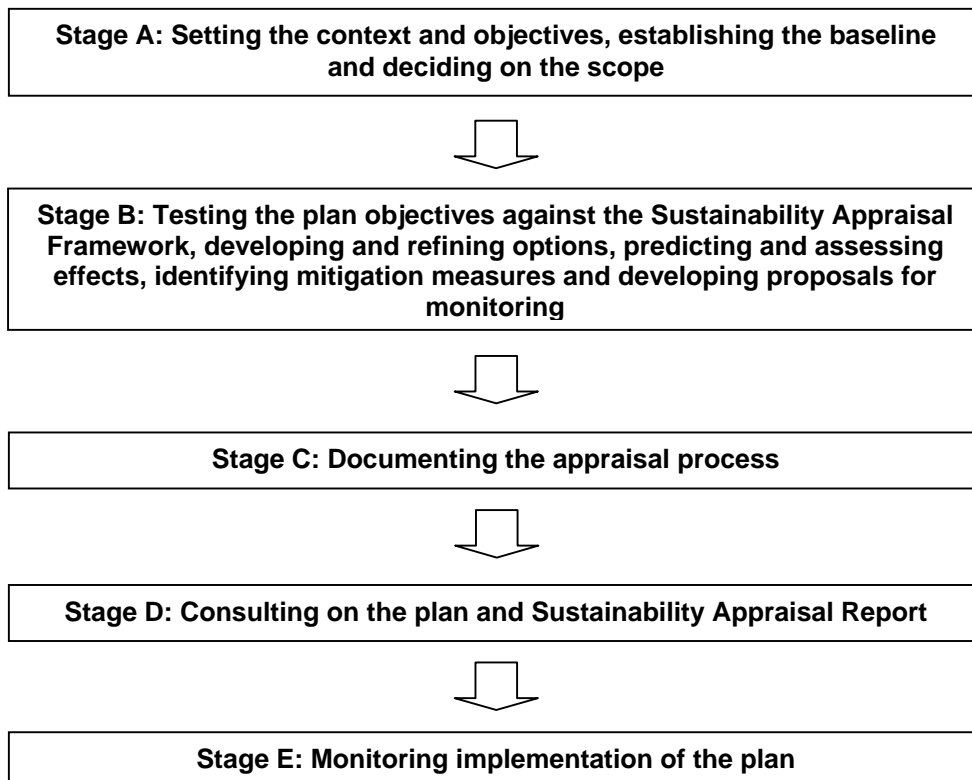 Stage A: Setting the context and objectives, establishing the baseline
and deciding on the scope
Stage B: Testing the plan objectives against the Sustainability Appraisal
Framework, developing and refining options, predicting and assessing
effects, identifying mitigation measures and developing proposals for
monitoring
Stage C: Documenting the appraisal process
Stage D: Consulting on the plan and Sustainability Appraisal Report
Stage E: Monitoring implementation of the plan